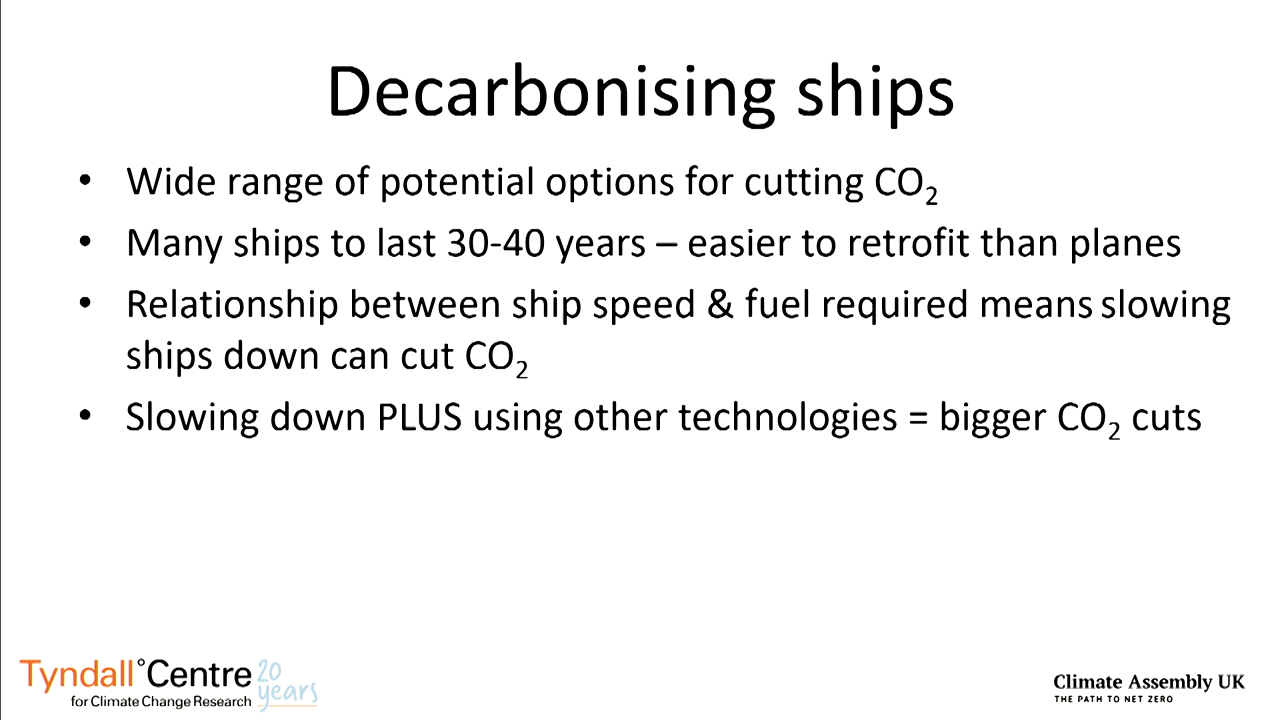 Decarbonising ships
• Wide range of potential options for cutting CO₂
• Many ships to last 30-40 years – easier to retrofit than planes
• Relationship between ship speed & fuel required means slowing
ships down can cut CO₂
• Slowing down PLUS using other technologies = bigger CO₂ cuts
Tyndall°Centre 20
for Climate Change Research years
Climate Assembly UK
THE PATH TO NET ZERO